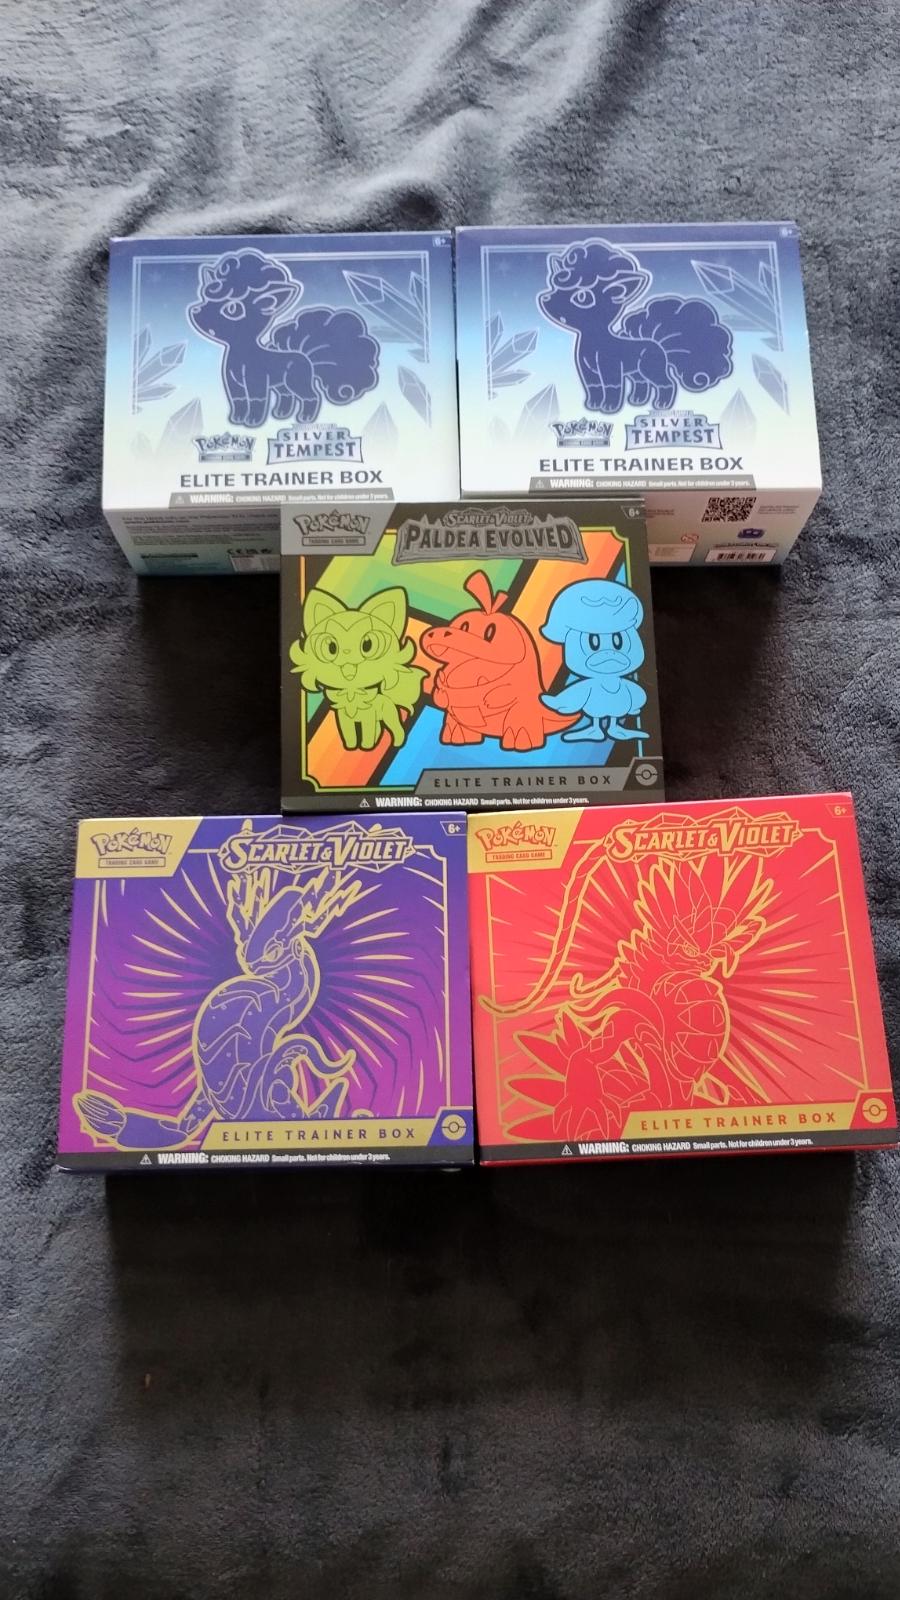 6+
POKÉMON
SILVER
TEMPEST
ELITE TRAINER BOX
WARNING: CHOKING HAZARD Small parts. Not for children under 3 years.
6+
POKÉMON
SILVER
TEMPEST
ELITE TRAINER BOX
WARNING: CHOKING HAZARD Small parts. Not for children under 3 years.
POKÉMON
TRADING CARD GAME
SCARLET & VIOLET
PALDEA EVOLVED
6+
ELITE TRAINER BOX
WARNING: CHOKING HAZARD Small parts. Not for children under 3 years.
POKÉMON
TRADING CARD GAME
SCARLET & VIOLET
6+
ELITE TRAINER BOX
WARNING: CHOKING HAZARD Small parts. Not for children under 3 years.
POKÉMON
TRADING CARD GAME
SCARLET & VIOLET
6+
ELITE TRAINER BOX
WARNING: CHOKING HAZARD Small parts. Not for children under 3 years.